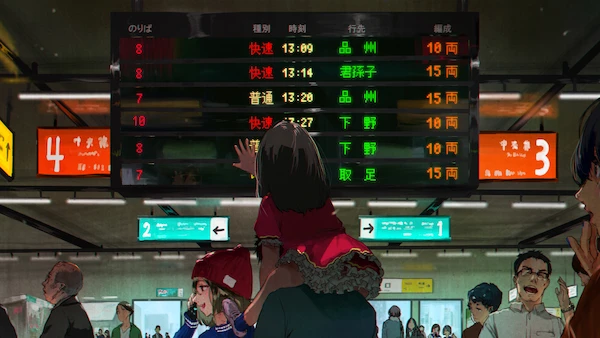 のりば 種別 時刻 行先 編成
8 快速 13:09 品 州 10両
8 快速 13:14 君孫子 15両
7 普通 13:20 品 州 15両
10 快速 13:27 下 野 10両
8 下 野 10両
7 取 足 15両
4
3
2 ←
→ 1